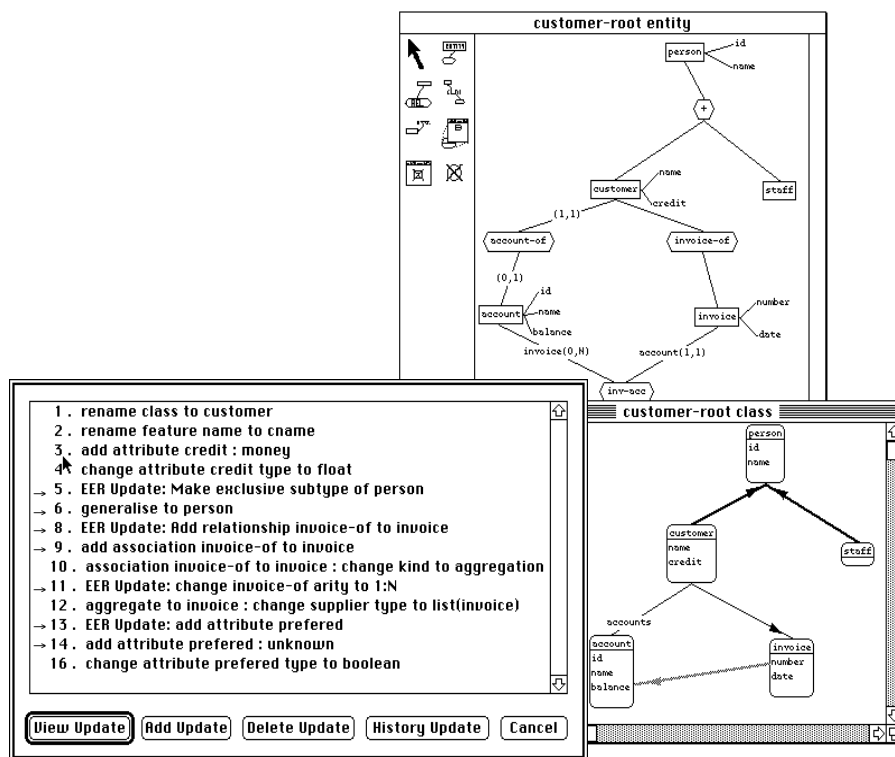 customer-root entity
ENTITY
REL
person
id
name
+
customer
name
credit
staff
(1,1)
account-of
invoice-of
(0,1)
account
id
name
balance
invoice
number
date
invoice(0,N)
account(1,1)
inv-acc
1. rename class to customer
2. rename feature name to cname
3. add attribute credit : money
4. change attribute credit type to float
→ 5. EER Update: Make exclusive subtype of person
→ 6. generalise to person
→ 8. EER Update: Add relationship invoice-of to invoice
→ 9. add association invoice-of to invoice
10. association invoice-of to invoice : change kind to aggregation
→ 11. EER Update: change invoice-of arity to 1:N
12. aggregate to invoice : change supplier type to list(invoice)
→ 13. EER Update: add attribute prefered
→ 14. add attribute prefered : unknown
16. change attribute prefered type to boolean
View Update
Add Update
Delete Update
History Update
Cancel
customer-root class
person
id
name
customer
name
credit
staff
accounts
account
id
name
balance
invoice
number
date